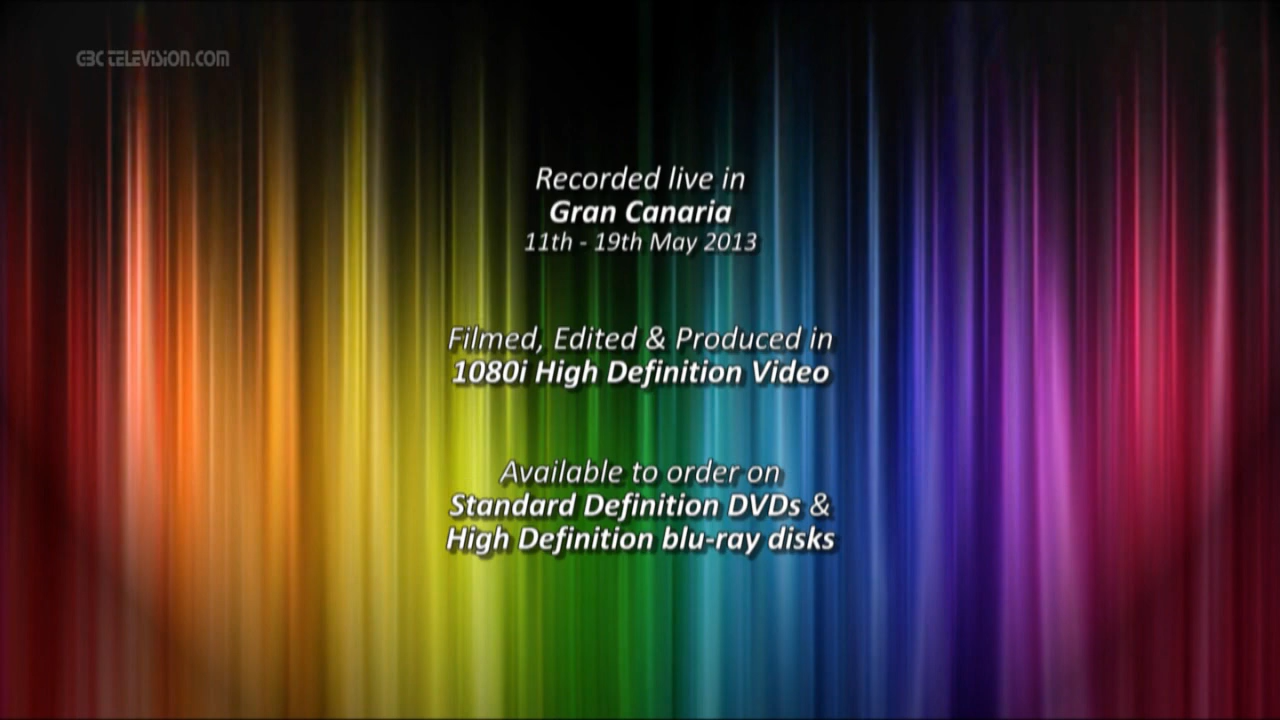 GBC TELEVISION.COM
Recorded live in
Gran Canaria
11th - 19th May 2013
Filmed, Edited & Produced in
1080i High Definition Video
Available to order on
Standard Definition DVDs &
High Definition blu-ray disks